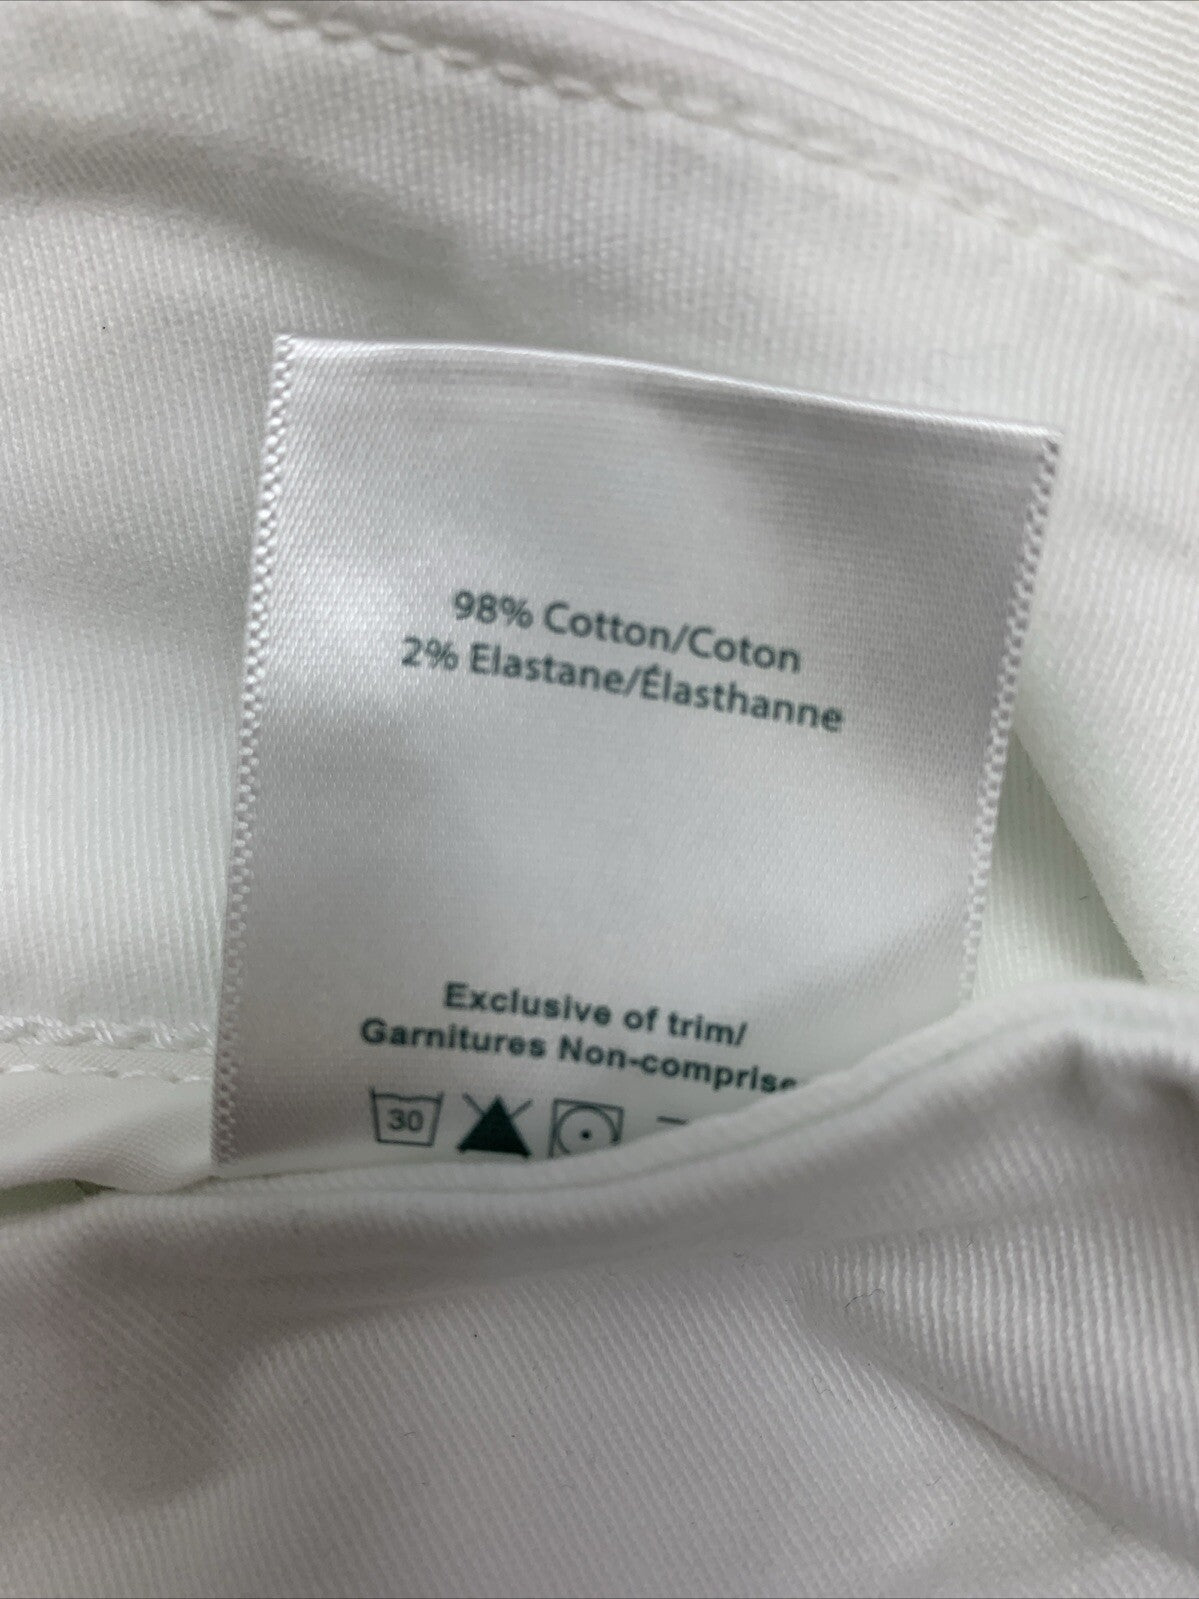 98% Cotton/Coton
2% Elastane/Élasthanne
Exclusive of trim/
Garnitures Non-comprise
30